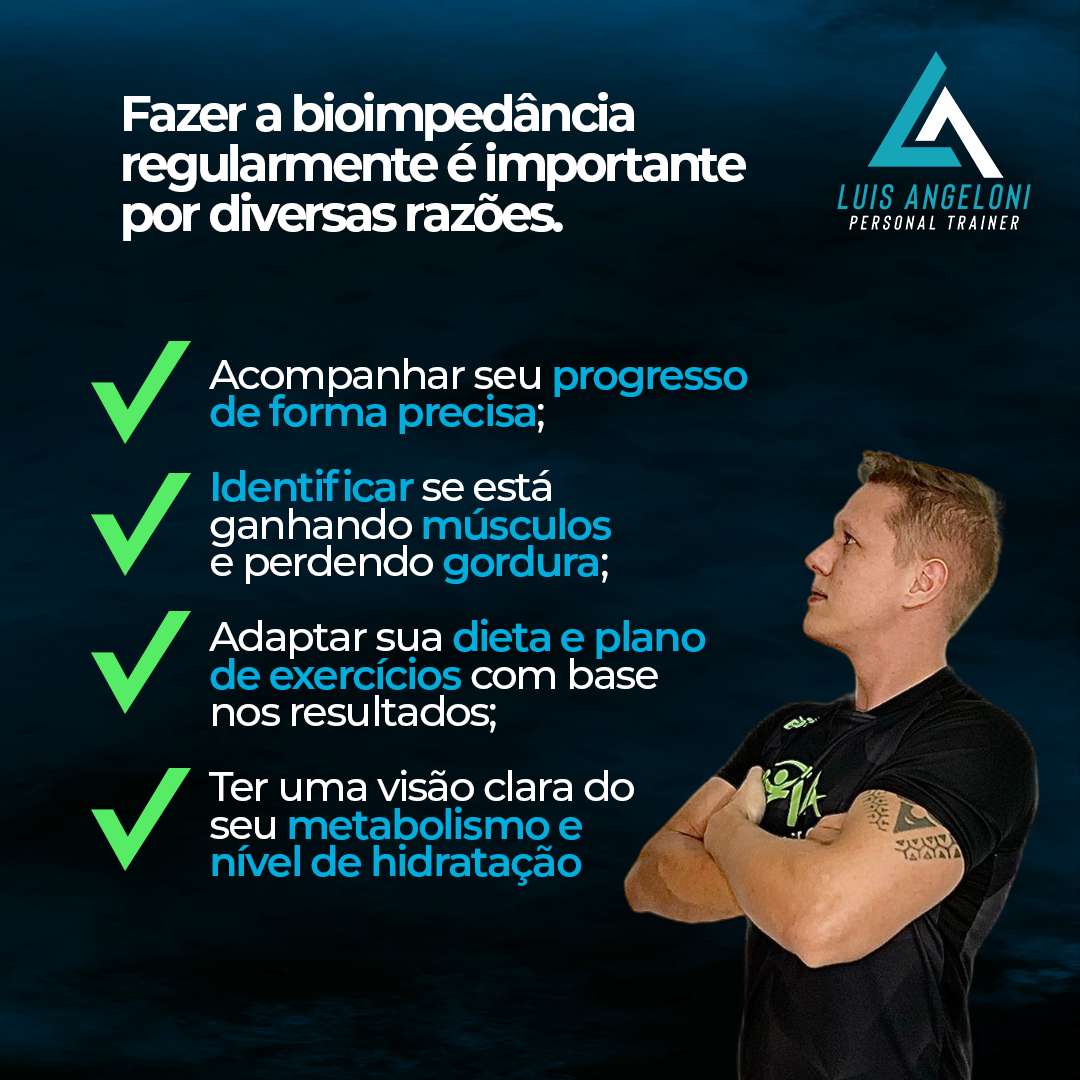 Fazer a bioimpedância
regularmente é importante
por diversas razões.
LUIS ANGELONI
PERSONAL TRAINER
Acompanhar seu progresso
de forma precisa;
Identificar se está
ganhando músculos
e perdendo gordura;
Adaptar sua dieta e plano
de exercícios com base
nos resultados;
Ter uma visão clara do
seu metabolismo e
nível de hidratação